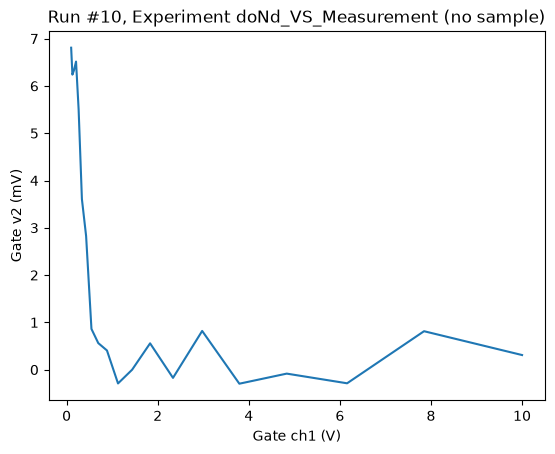 Run #10, Experiment doNd_VS_Measurement (no sample)
7
6
5
4
3
2
1
0
Gate v2 (mV)
0 2 4 6 8 10
Gate ch1 (V)